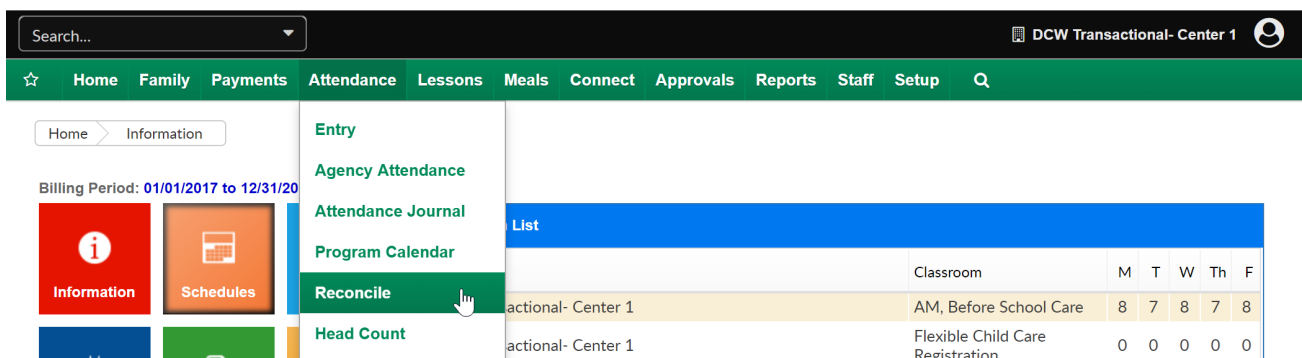 Search...
DCW Transactional- Center 1
Home Family Payments Attendance Lessons Meals Connect Approvals Reports Staff Setup
Home Information
Entry
Agency Attendance
Attendance Journal
Program Calendar
Reconcile
Head Count
Billing Period: 01/01/2017 to 12/31/20
Information
Schedules
List
Classroom M T W Th F
actional- Center 1 AM, Before School Care 8 7 8 7 8
actional- Center 1 Flexible Child Care 0 0 0 0 0
Registration